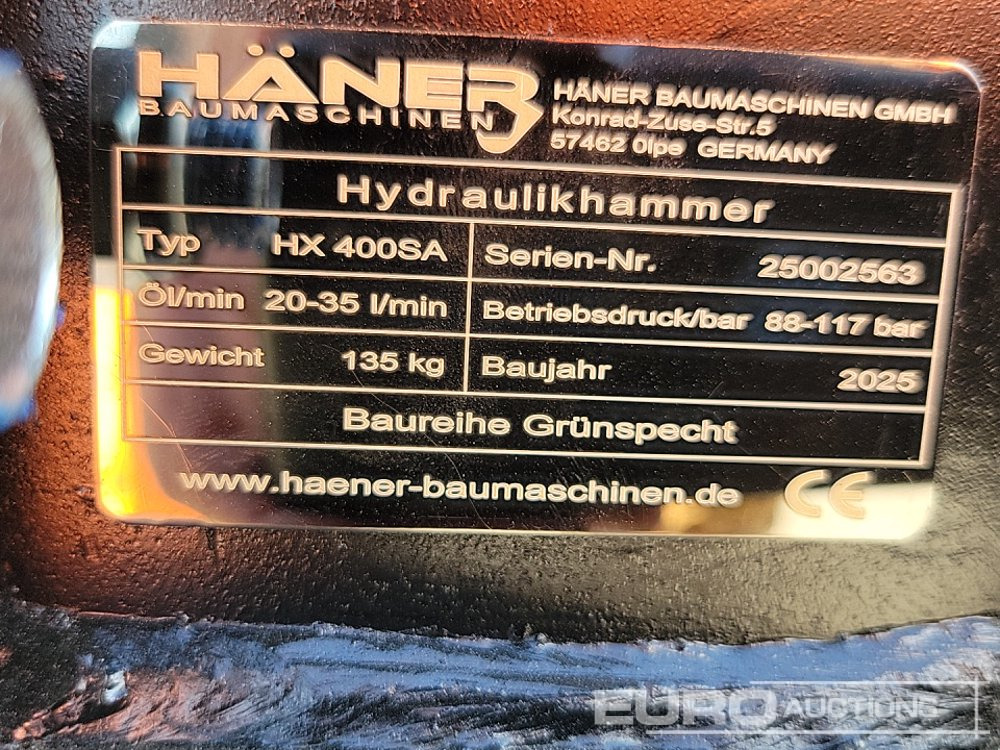 HÄNER
BAUMASCHINEN
HÄNER BAUMASCHINEN GMBH
Konrad-Zuse-Str.5
57462 Olpe GERMANY
Hydraulikhammer
Typ HX 400SA Serien-Nr. 25002563
Öl/min 20-35 l/min Betriebsdruck/bar 88-117 bar
Gewicht 135 kg Baujahr 2025
Baureihe Grünspecht
www.haener-baumaschinen.de CE
EURO AUCTIONS